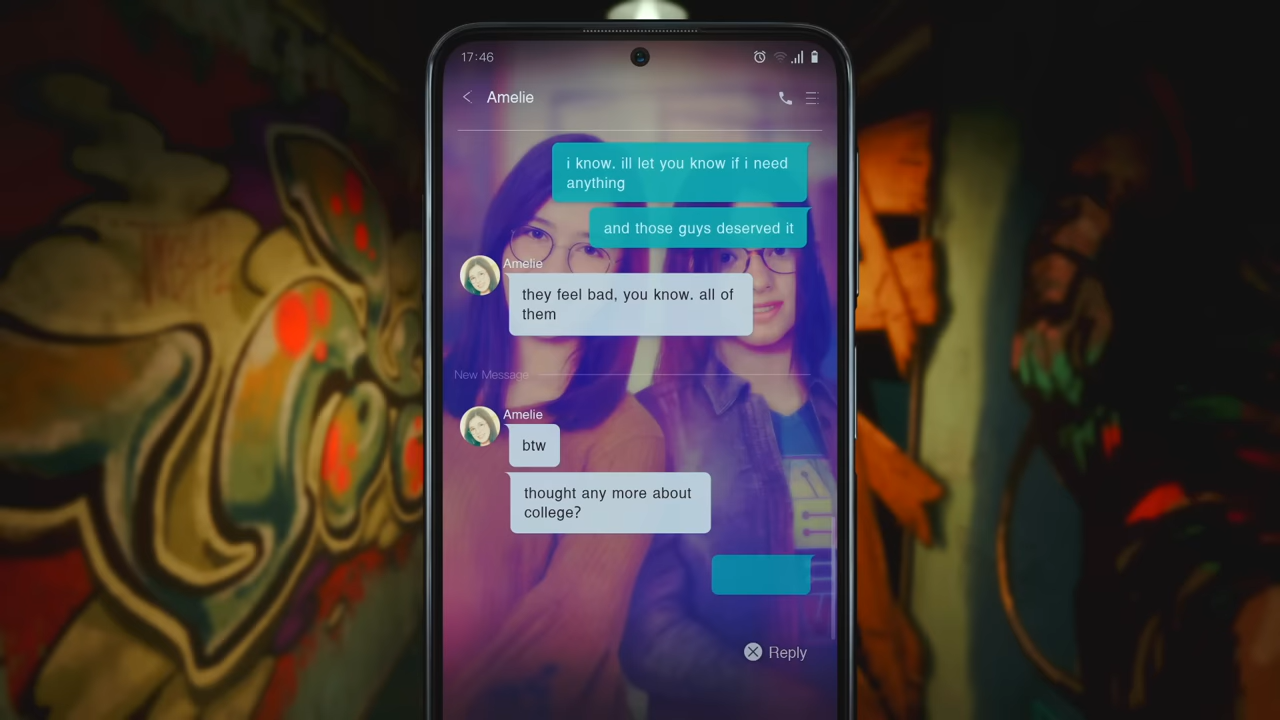 17:46
Amelie
i know. ill let you know if i need
anything
and those guys deserved it
Amelie
they feel bad, you know. all of
them
New Message
Amelie
btw
thought any more about
college?
Reply